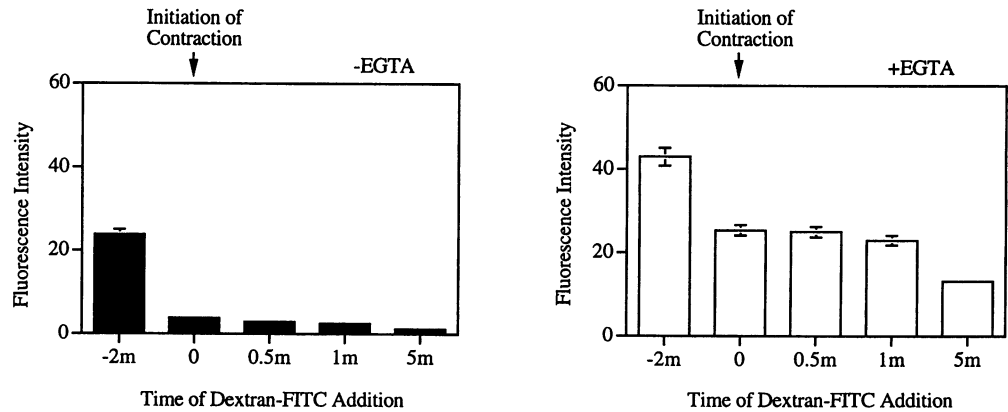 Initiation of
Contraction
-EGTA
60
40
20
0
Fluorescence Intensity
-2m 0 0.5m 1m 5m
Time of Dextran-FITC Addition
Initiation of
Contraction
+EGTA
60
40
20
0
Fluorescence Intensity
-2m 0 0.5m 1m 5m
Time of Dextran-FITC Addition